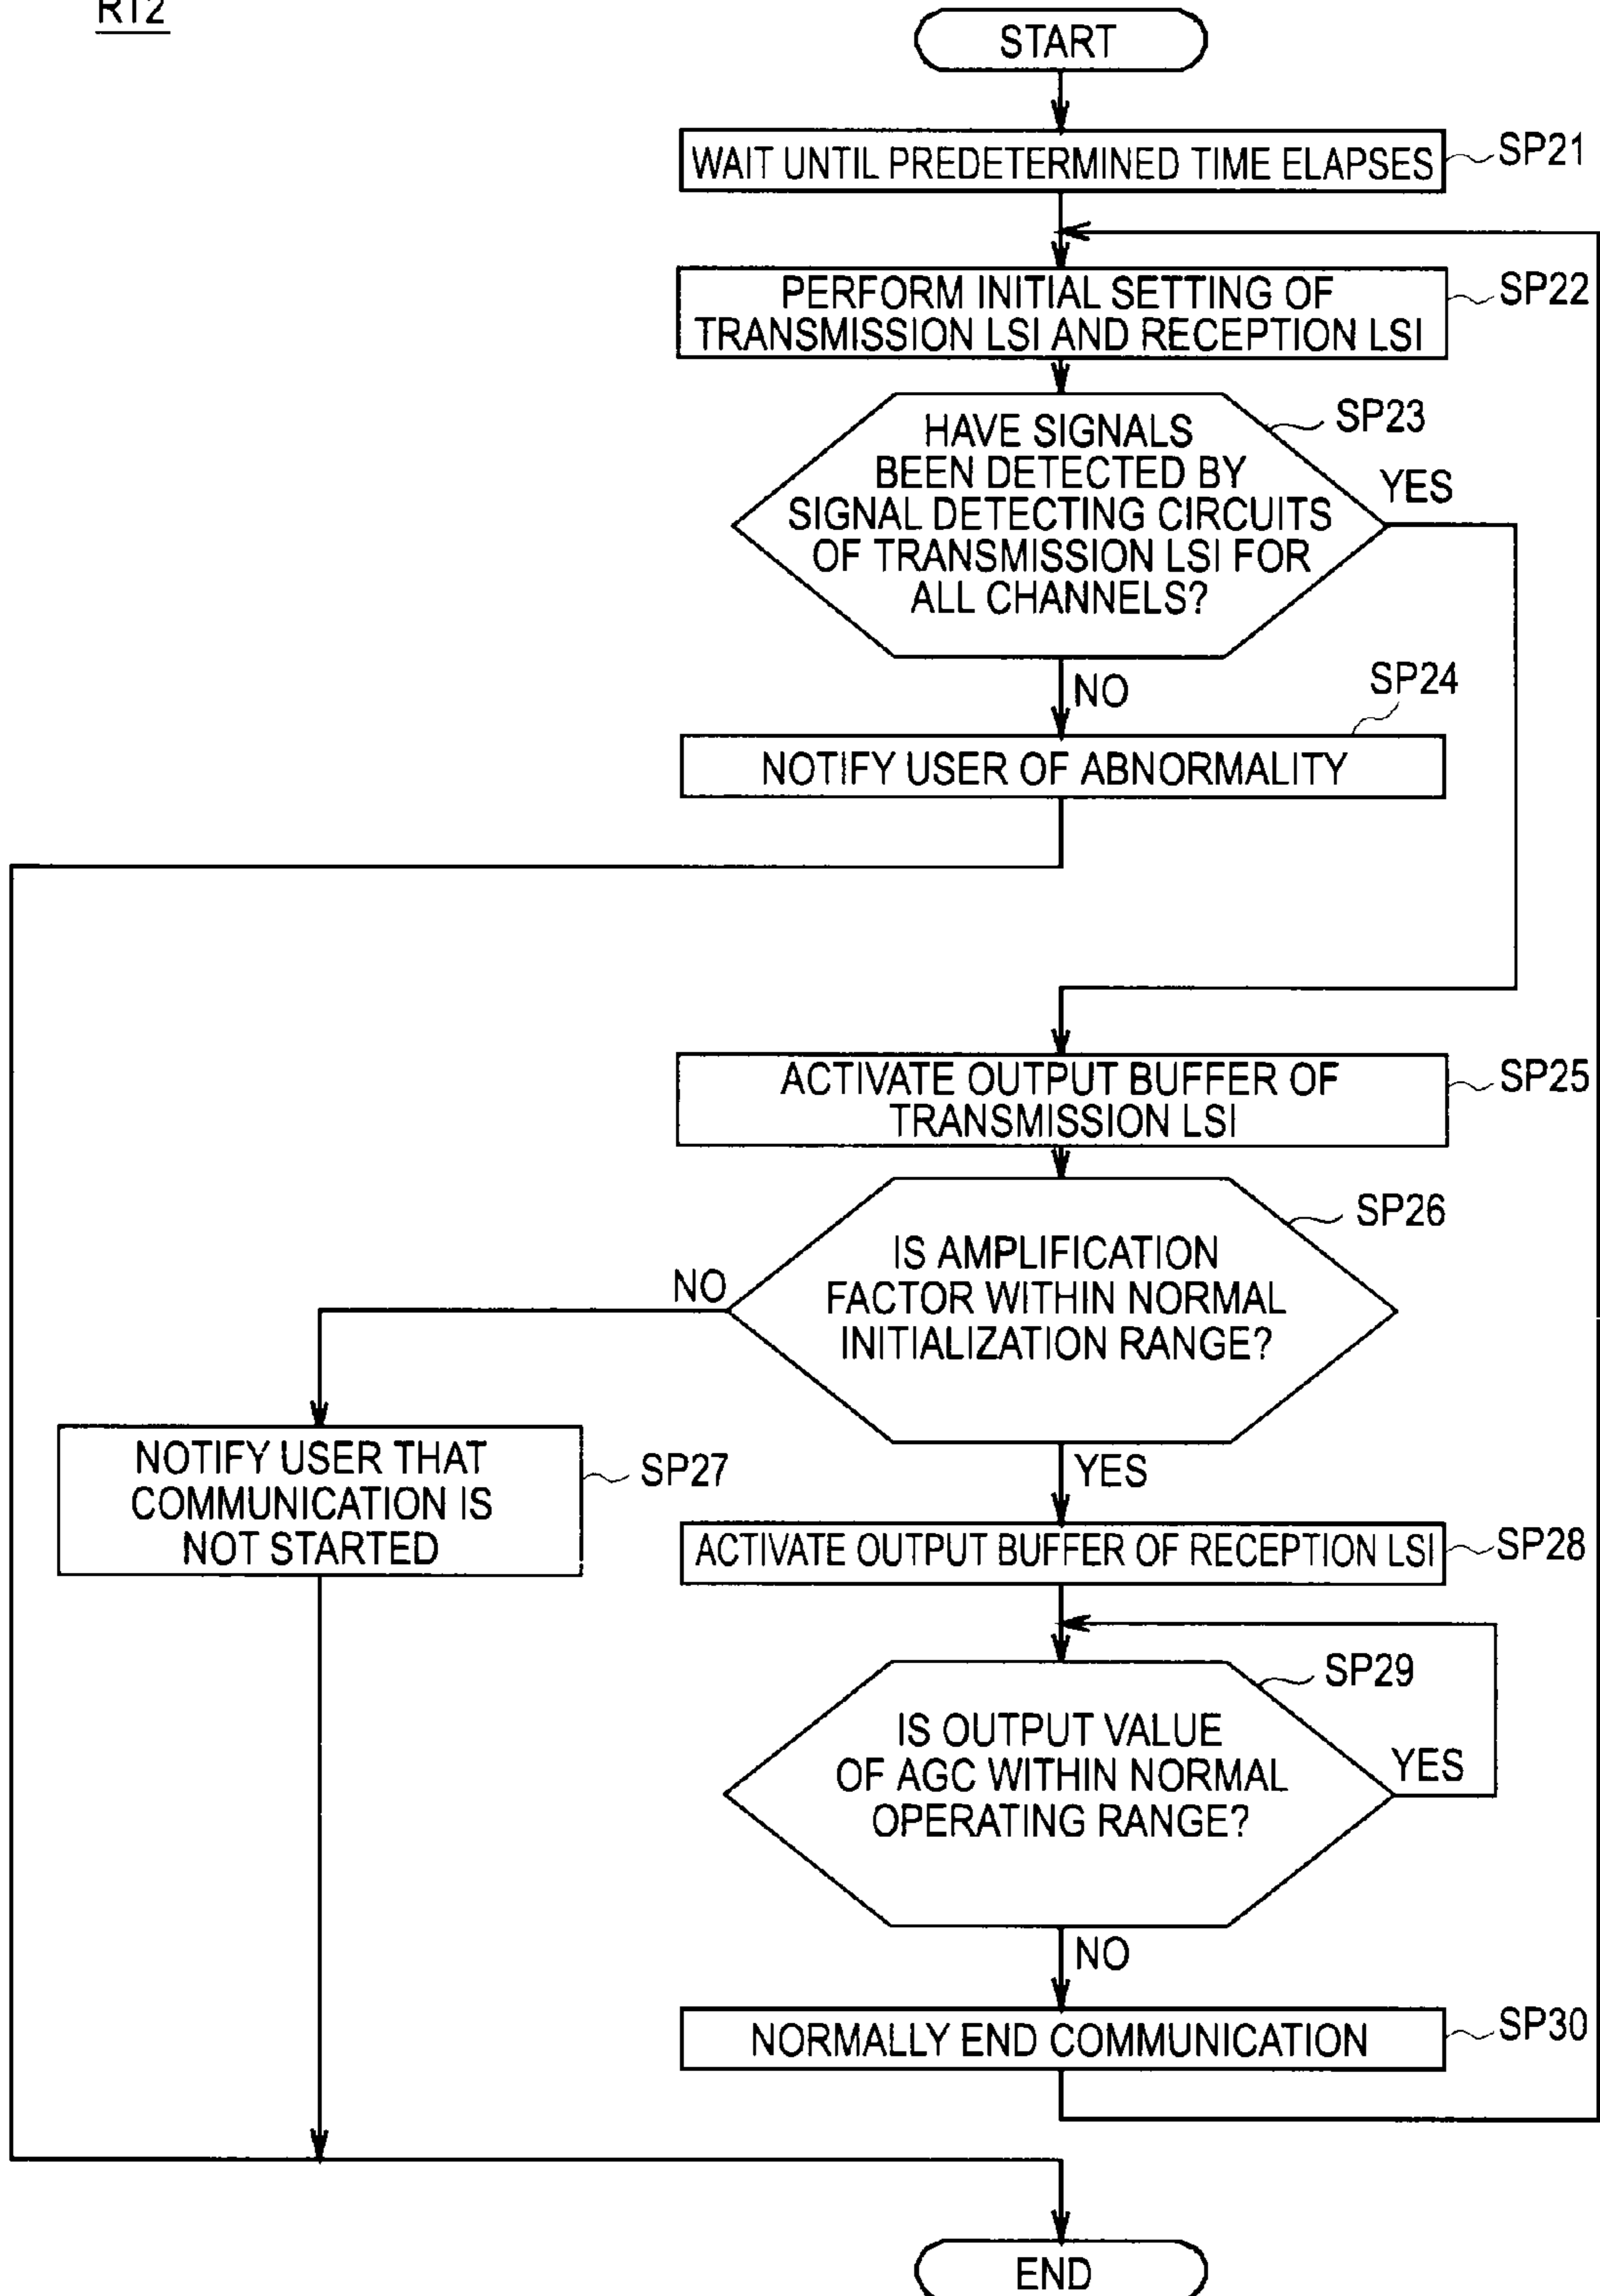 RT2
START
WAIT UNTIL PREDETERMINED TIME ELAPSES
SP21
PERFORM INITIAL SETTING OF
TRANSMISSION LSI AND RECEPTION LSI
SP22
HAVE SIGNALS
BEEN DETECTED BY
SIGNAL DETECTING CIRCUITS
OF TRANSMISSION LSI FOR
ALL CHANNELS?
SP23
YES
NO
SP24
NOTIFY USER OF ABNORMALITY
ACTIVATE OUTPUT BUFFER OF
TRANSMISSION LSI
SP25
SP26
IS AMPLIFICATION
FACTOR WITHIN NORMAL
INITIALIZATION RANGE?
NO
YES
NOTIFY USER THAT
COMMUNICATION IS
NOT STARTED
SP27
ACTIVATE OUTPUT BUFFER OF RECEPTION LSI
SP28
SP29
IS OUTPUT VALUE
OF AGC WITHIN NORMAL
OPERATING RANGE?
YES
NO
NORMALLY END COMMUNICATION
SP30
END